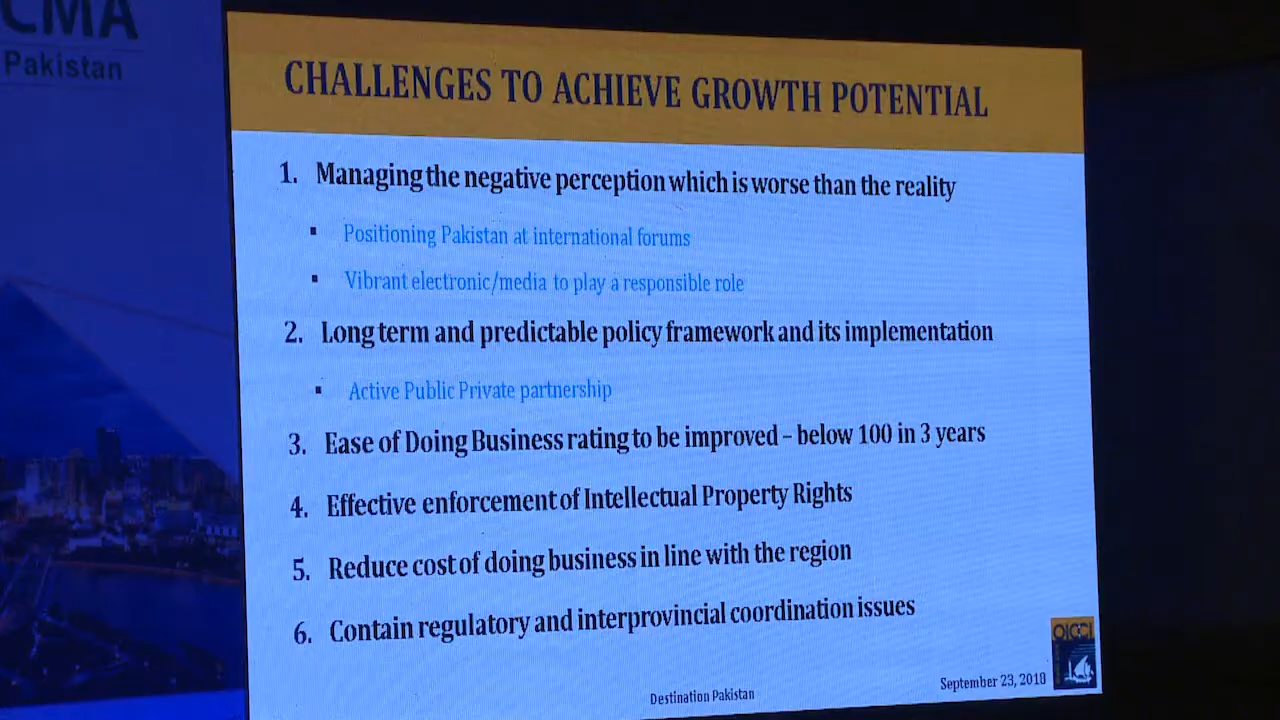 CMA
Pakistan
CHALLENGES TO ACHIEVE GROWTH POTENTIAL
1. Managing the negative perception which is worse than the reality
▪ Positioning Pakistan at international forums
▪ Vibrant electronic/media to play a responsible role
2. Long term and predictable policy framework and its implementation
▪ Active Public Private partnership
3. Ease of Doing Business rating to be improved – below 100 in 3 years
4. Effective enforcement of Intellectual Property Rights
5. Reduce cost of doing business in line with the region
6. Contain regulatory and interprovincial coordination issues
OICCI
September 23, 2018
Destination Pakistan